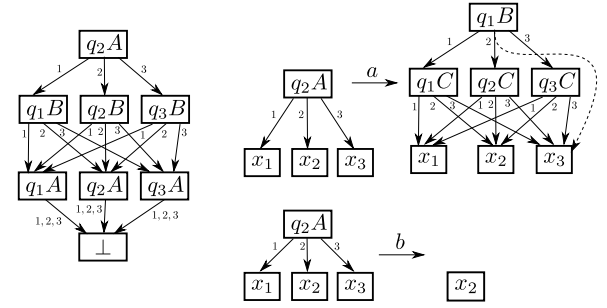 q₂A
1 2 3
q₁B q₂B q₃B
1 2 3 1 2 3 1 2 3
q₁A q₂A q₃A
1,2,3 1,2,3 1,2,3
⊥
q₂A
1 2 3
x₁ x₂ x₃
a
q₁B
1 2 3
q₁C q₂C q₃C
1 2 3 1 2 3 1 2 3
x₁ x₂ x₃
q₂A
1 2 3
x₁ x₂ x₃
b
x₂